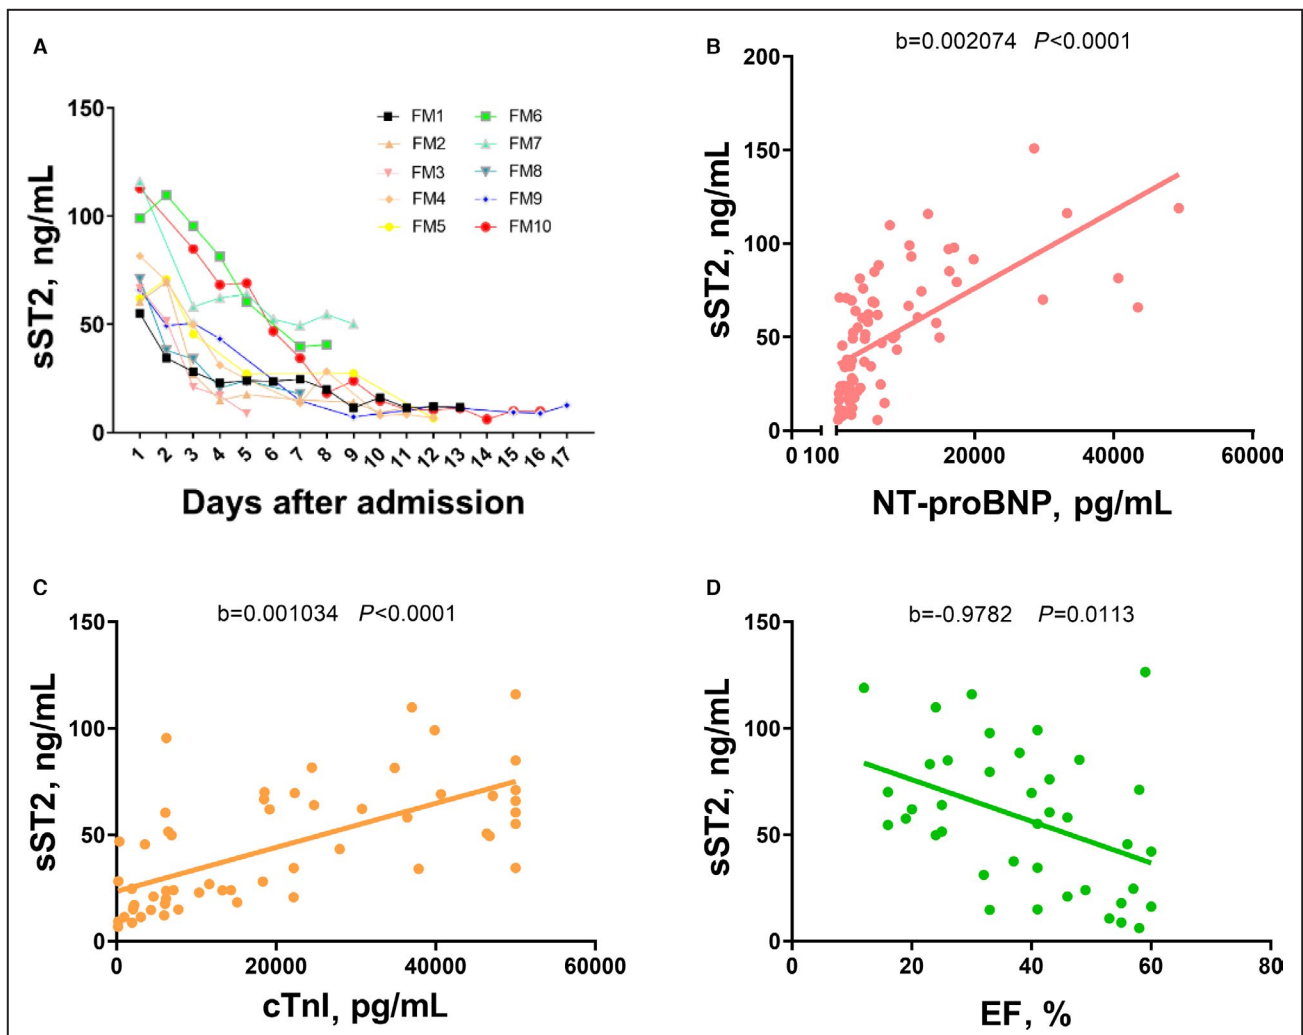 A
sST2, ng/mL
150
100
50
0
FM1
FM2
FM3
FM4
FM5
FM6
FM7
FM8
FM9
FM10
1 2 3 4 5 6 7 8 9 10 11 12 13 14 15 16 17
Days after admission
B
b=0.002074 P<0.0001
sST2, ng/mL
200
150
100
50
0
0 100 20000 40000 60000
NT-proBNP, pg/mL
C
b=0.001034 P<0.0001
sST2, ng/mL
150
100
50
0
0 20000 40000 60000
cTnI, pg/mL
D
b=-0.9782 P=0.0113
sST2, ng/mL
150
100
50
0
0 20 40 60 80
EF, %